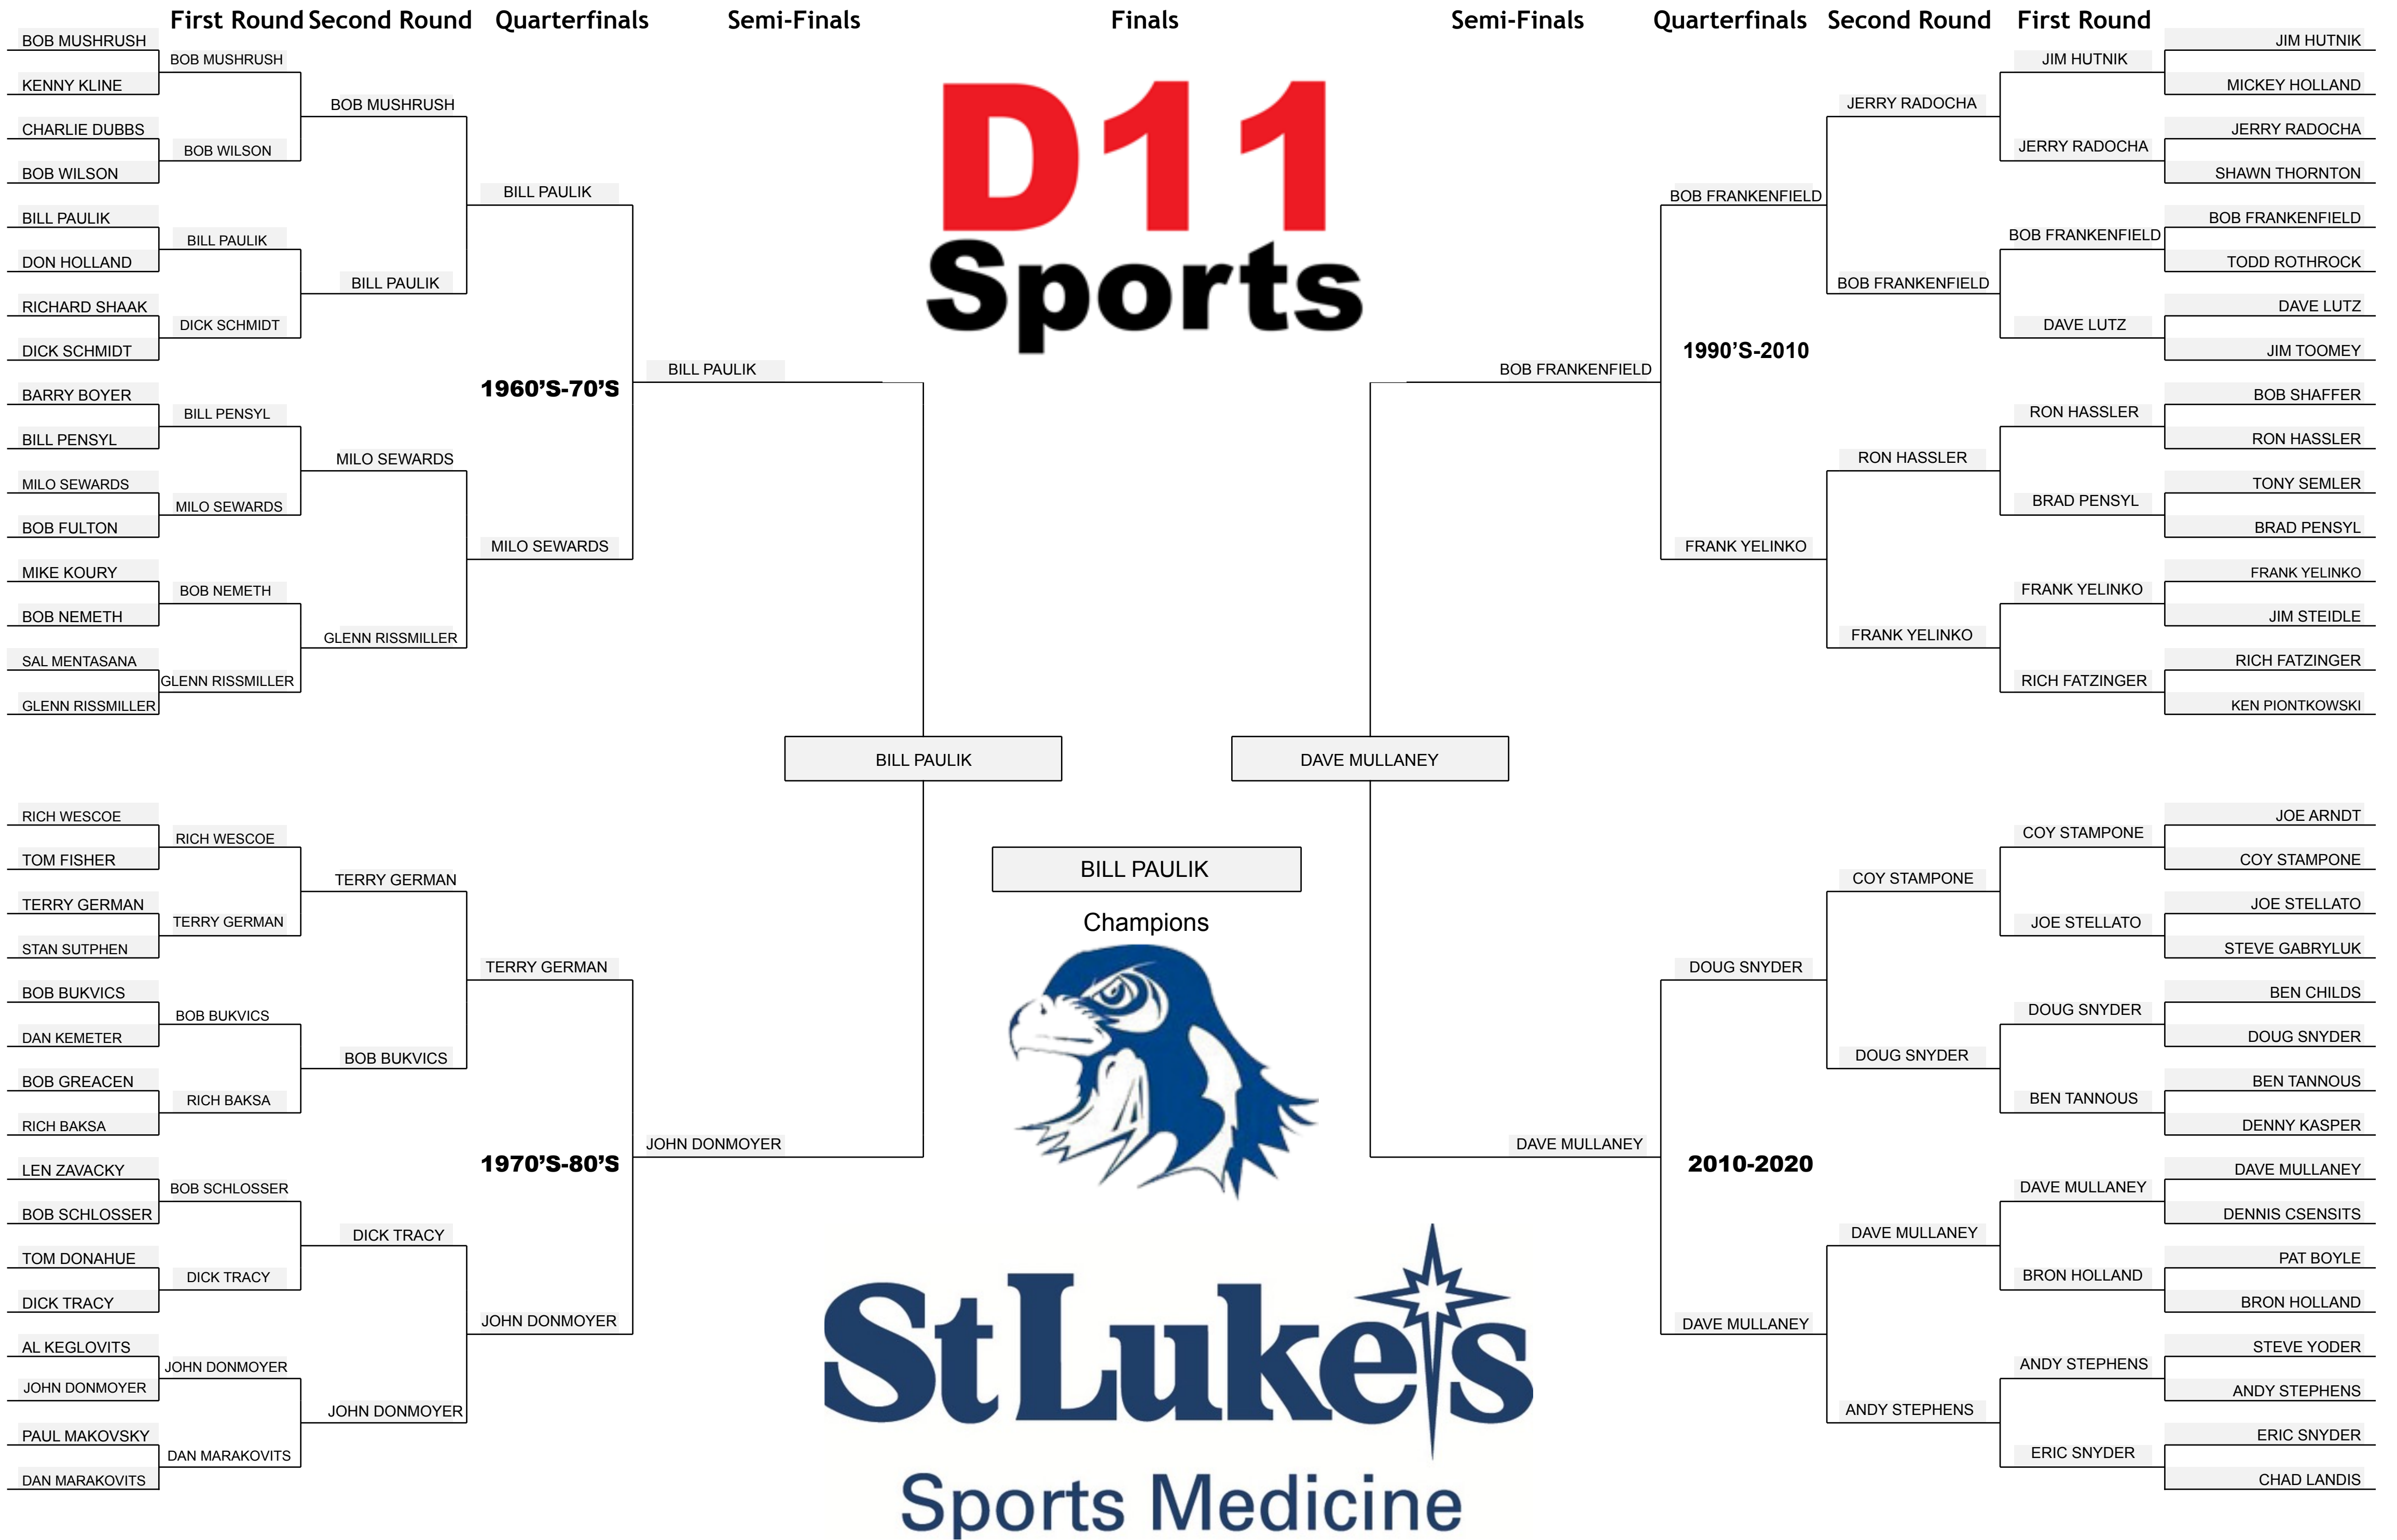 First Round Second Round Quarterfinals Semi-Finals Finals Semi-Finals Quarterfinals Second Round First Round
BOB MUSHRUSH
KENNY KLINE
CHARLIE DUBBS
BOB WILSON
BILL PAULIK
DON HOLLAND
RICHARD SHAAK
DICK SCHMIDT
BARRY BOYER
BILL PENSYL
MILO SEWARDS
BOB FULTON
MIKE KOURY
BOB NEMETH
SAL MENTASANA
GLENN RISSMILLER
BOB MUSHRUSH
BOB WILSON
BILL PAULIK
DICK SCHMIDT
BILL PENSYL
MILO SEWARDS
BOB NEMETH
GLENN RISSMILLER
BOB MUSHRUSH
BILL PAULIK
MILO SEWARDS
GLENN RISSMILLER
BILL PAULIK
1960’S-70’S
MILO SEWARDS
BILL PAULIK
RICH WESCOE
TOM FISHER
TERRY GERMAN
STAN SUTPHEN
BOB BUKVICS
DAN KEMETER
BOB GREACEN
RICH BAKSA
LEN ZAVACKY
BOB SCHLOSSER
TOM DONAHUE
DICK TRACY
AL KEGLOVITS
JOHN DONMOYER
PAUL MAKOVSKY
DAN MARAKOVITS
RICH WESCOE
TERRY GERMAN
BOB BUKVICS
RICH BAKSA
BOB SCHLOSSER
DICK TRACY
JOHN DONMOYER
DAN MARAKOVITS
TERRY GERMAN
BOB BUKVICS
DICK TRACY
JOHN DONMOYER
TERRY GERMAN
1970’S-80’S
JOHN DONMOYER
JOHN DONMOYER
D11
Sports
BILL PAULIK
DAVE MULLANEY
BILL PAULIK
Champions
St Luke's
Sports Medicine
BOB FRANKENFIELD
BOB FRANKENFIELD
1990’S-2010
FRANK YELINKO
JERRY RADOCHA
BOB FRANKENFIELD
RON HASSLER
FRANK YELINKO
JIM HUTNIK
JERRY RADOCHA
BOB FRANKENFIELD
DAVE LUTZ
RON HASSLER
BRAD PENSYL
FRANK YELINKO
RICH FATZINGER
JIM HUTNIK
MICKEY HOLLAND
JERRY RADOCHA
SHAWN THORNTON
BOB FRANKENFIELD
TODD ROTHROCK
DAVE LUTZ
JIM TOOMEY
BOB SHAFFER
RON HASSLER
TONY SEMLER
BRAD PENSYL
FRANK YELINKO
JIM STEIDLE
RICH FATZINGER
KEN PIONTKOWSKI
DAVE MULLANEY
DOUG SNYDER
2010-2020
DAVE MULLANEY
COY STAMPONE
DOUG SNYDER
DAVE MULLANEY
ANDY STEPHENS
COY STAMPONE
JOE STELLATO
DOUG SNYDER
BEN TANNOUS
DAVE MULLANEY
BRON HOLLAND
ANDY STEPHENS
ERIC SNYDER
JOE ARNDT
COY STAMPONE
JOE STELLATO
STEVE GABRYLUK
BEN CHILDS
DOUG SNYDER
BEN TANNOUS
DENNY KASPER
DAVE MULLANEY
DENNIS CSENSITS
PAT BOYLE
BRON HOLLAND
STEVE YODER
ANDY STEPHENS
ERIC SNYDER
CHAD LANDIS